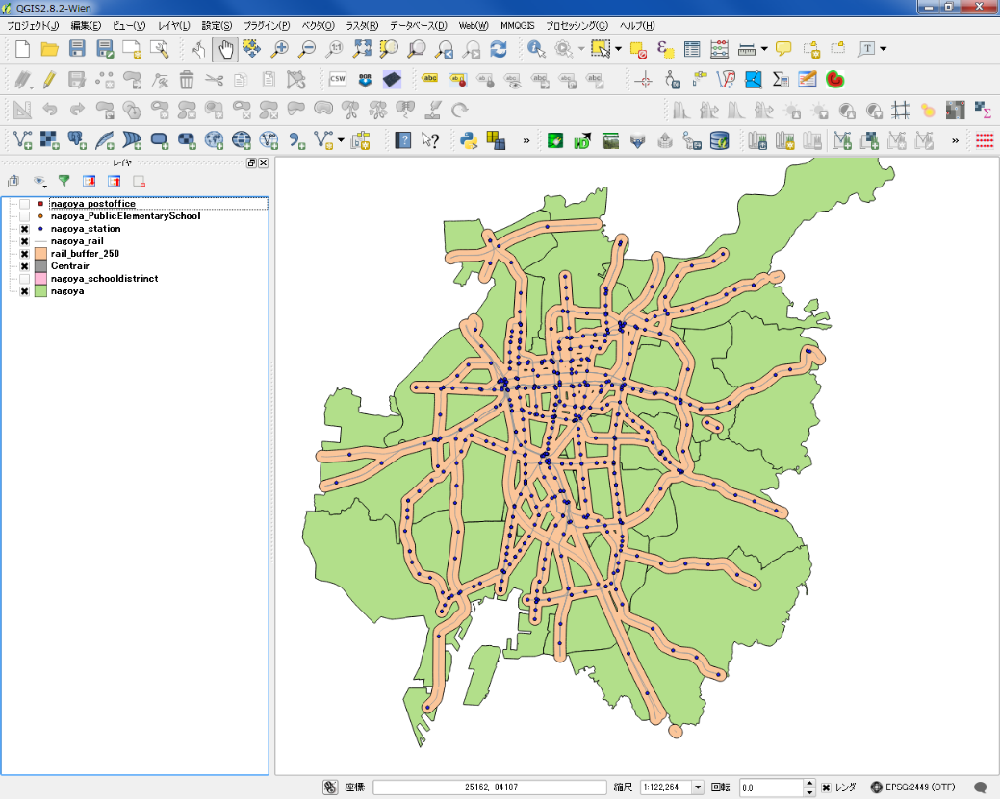 QGIS2.8.2-Wien
プロジェクト(J) 編集(E) ビュー(V) レイヤ(L) 設定(S) プラグイン(P) ベクタ(O) ラスタ(R) データベース(D) Web(W) MMQGIS プロセッシング(C) ヘルプ(H)
レイヤ
nagoya_postoffice
nagoya_PublicElementarySchool
nagoya_station
nagoya_rail
rail_buffer_250
Centrair
nagoya_schooldistrinct
nagoya
座標: -25162,-84107 縮尺 1:122,264 回転: 0.0 レンダ EPSG:2449 (OTF)